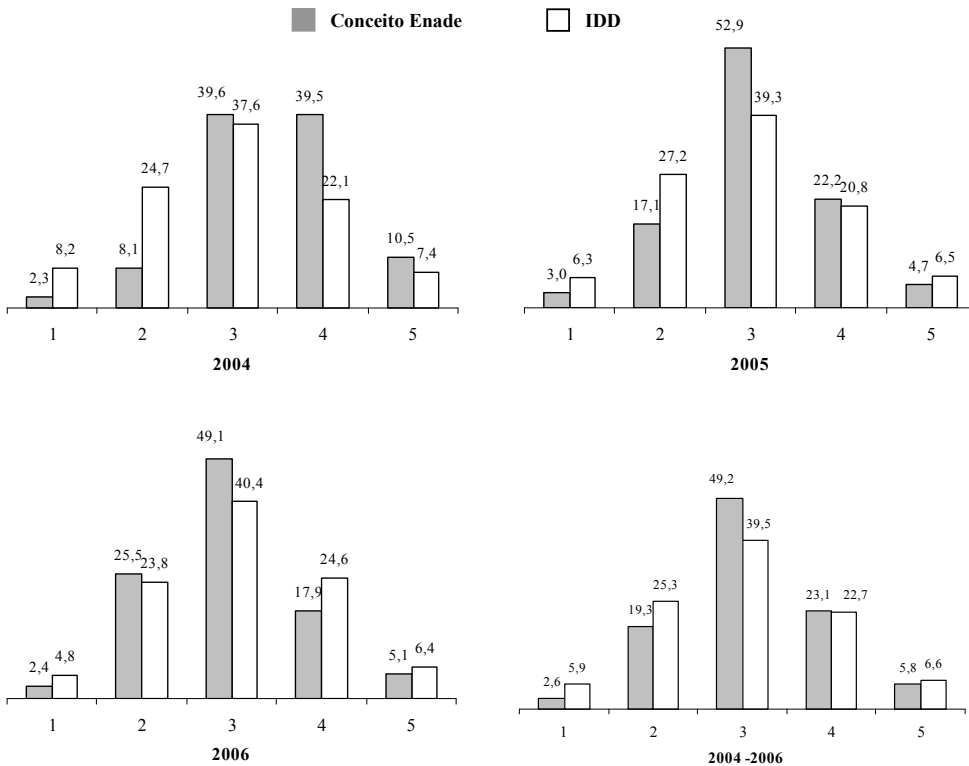 Conceito Enade IDD
39,6 37,6 39,5
24,7 22,1
8,2 8,1 10,5 7,4
2,3
1 2 3 4 5
2004
52,9
39,3
27,2
17,1 22,2 20,8
3,0 6,3 4,7 6,5
1 2 3 4 5
2005
49,1
40,4
25,5 23,8 24,6
17,9
2,4 4,8 5,1 6,4
1 2 3 4 5
2006
49,2
39,5
19,3 25,3 23,1 22,7
2,6 5,9 5,8 6,6
1 2 3 4 5
2004 -2006